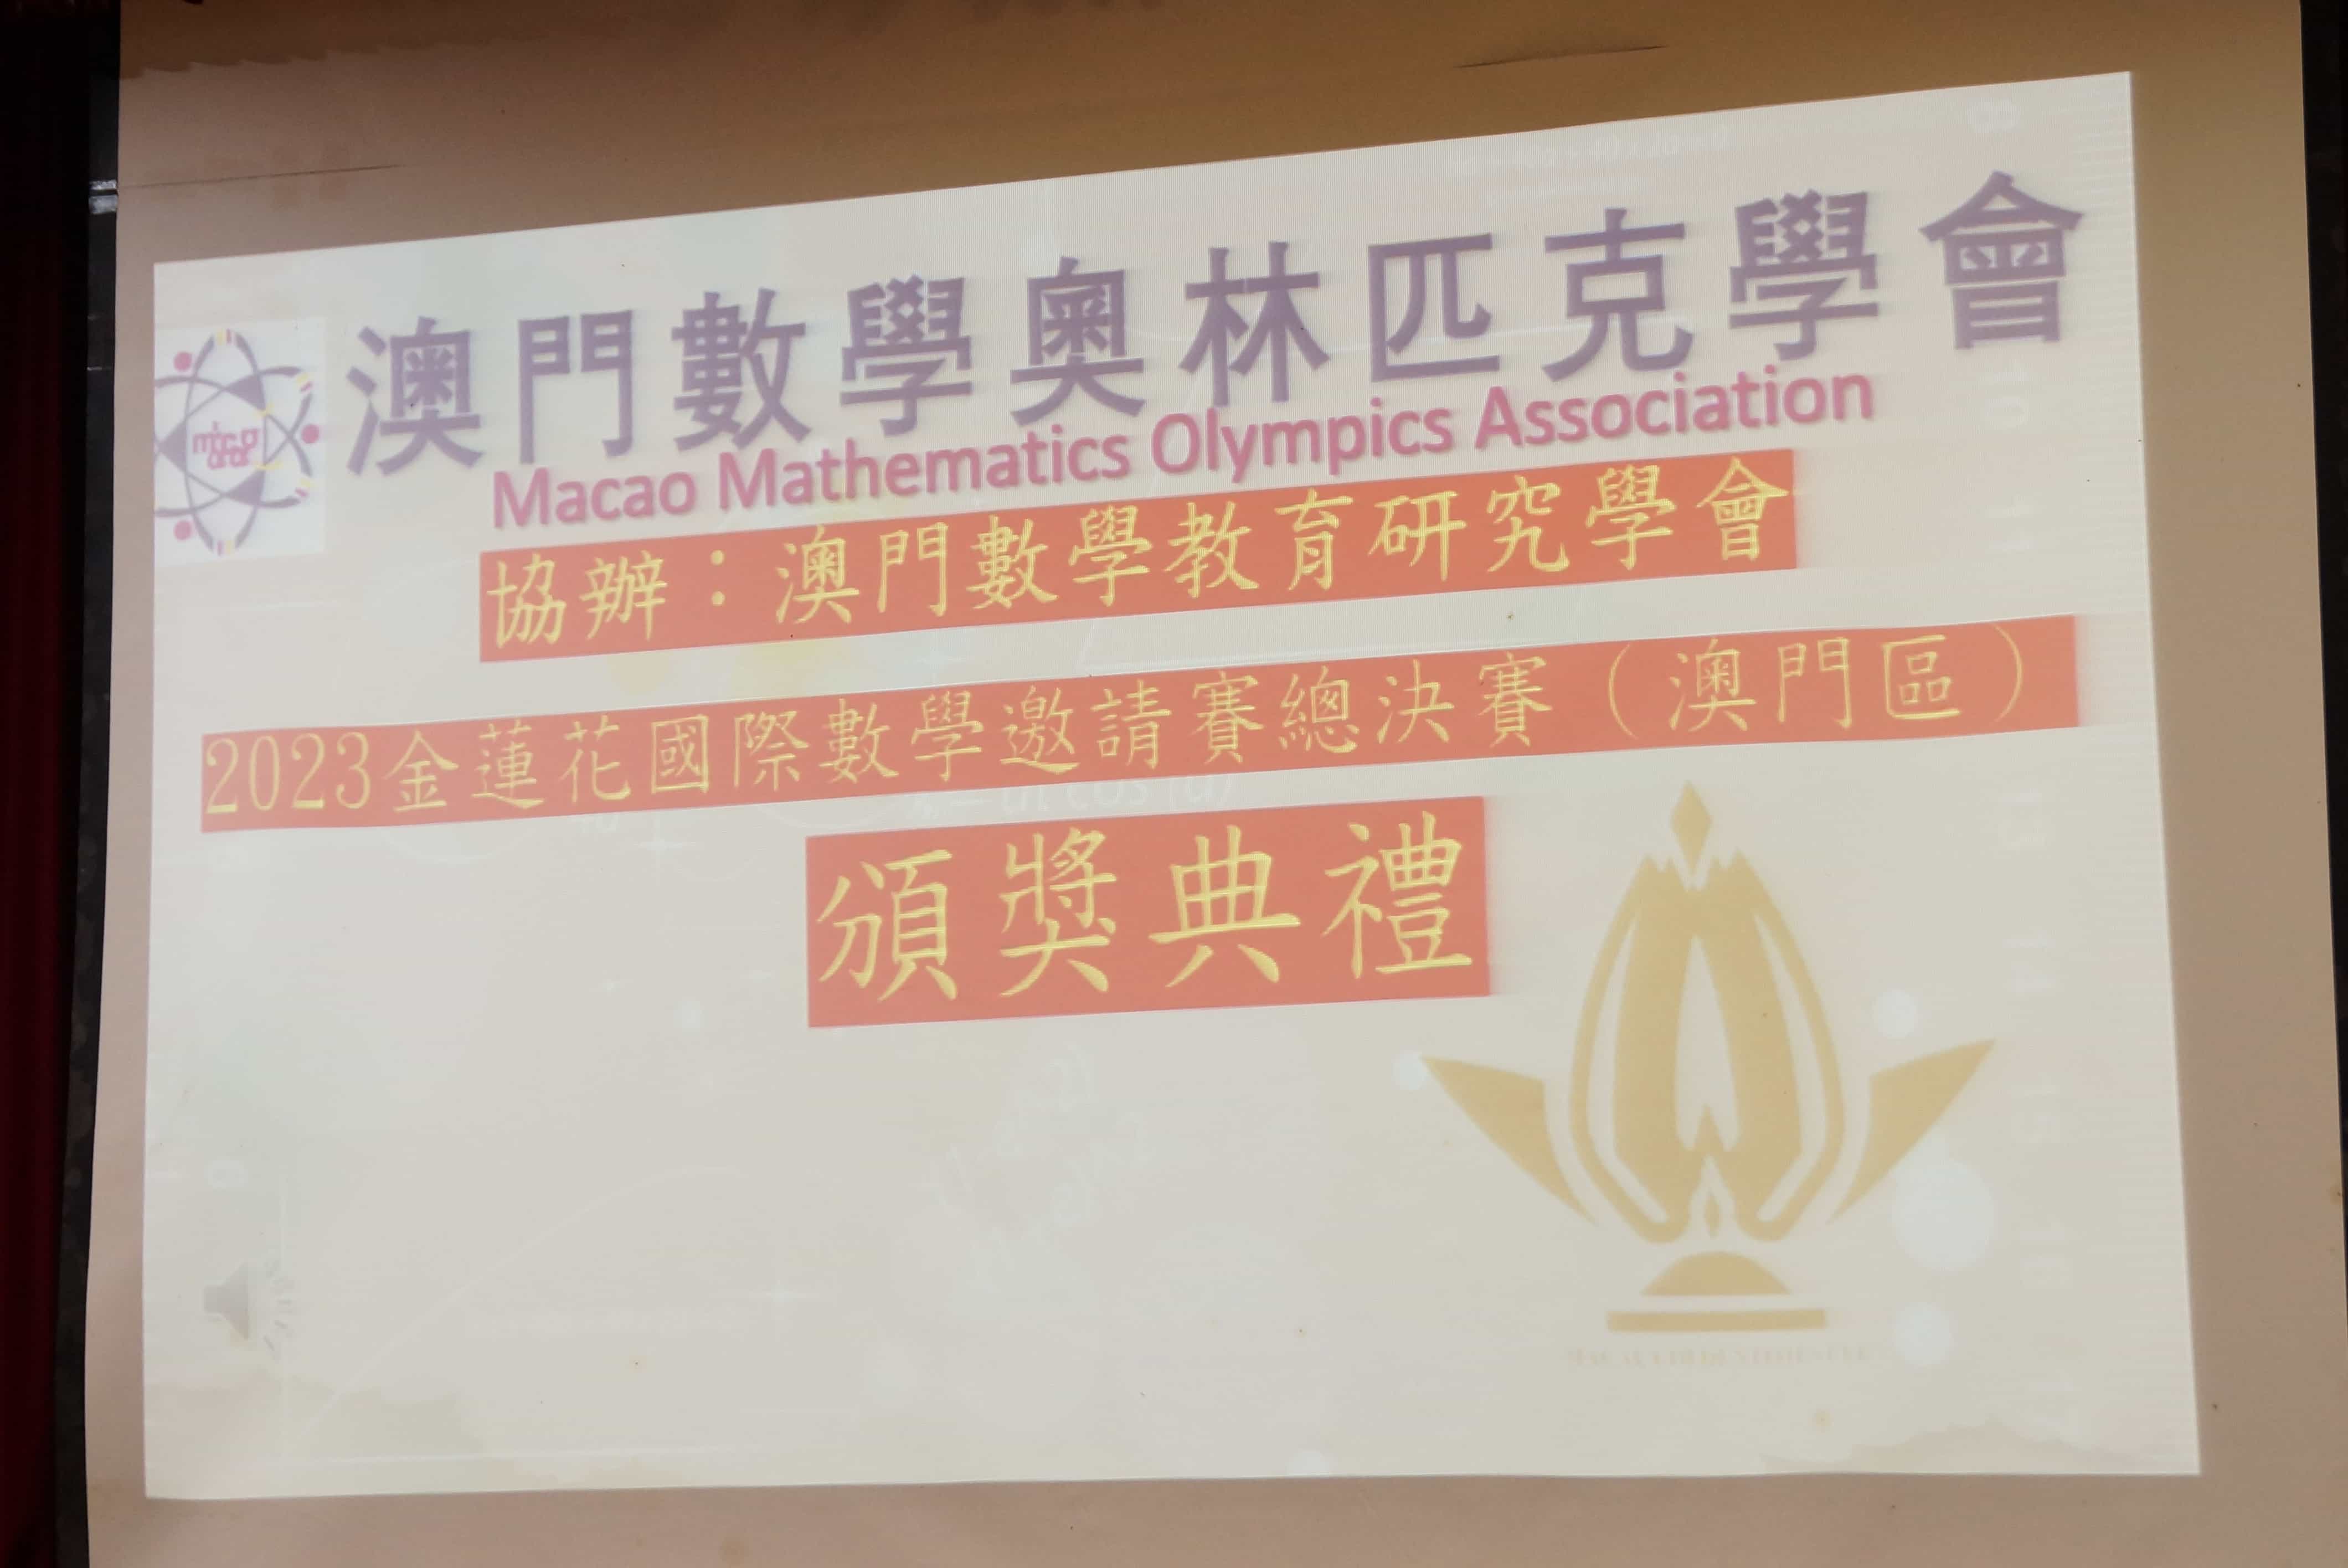 澳門數學奧林匹克學會
Macao Mathematics Olympics Association
協辦：澳門數學教育研究學會
2023金蓮花國際數學邀請賽總決賽（澳門區）
頒獎典禮